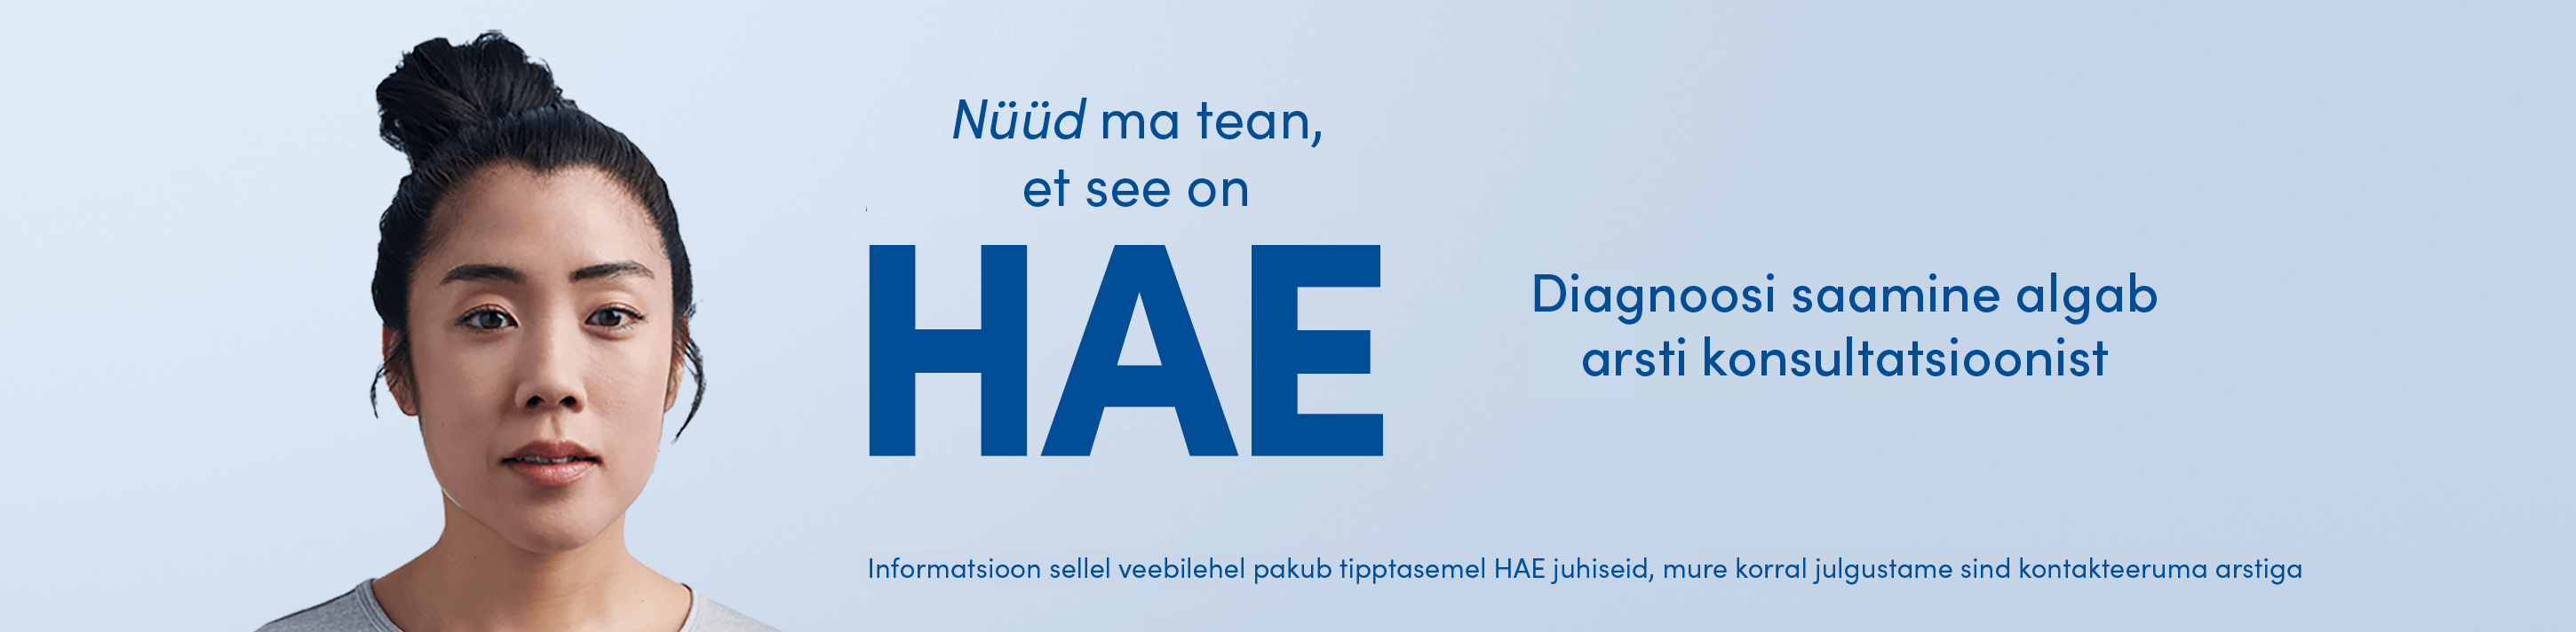 Nüüd ma tean,
et see on
HAE
Diagnoosi saamine algab
arsti konsultatsioonist
Informatsioon sellel veebilehel pakub tipptasemel HAE juhiseid, mure korral julgustame sind kontakteeruma arstiga